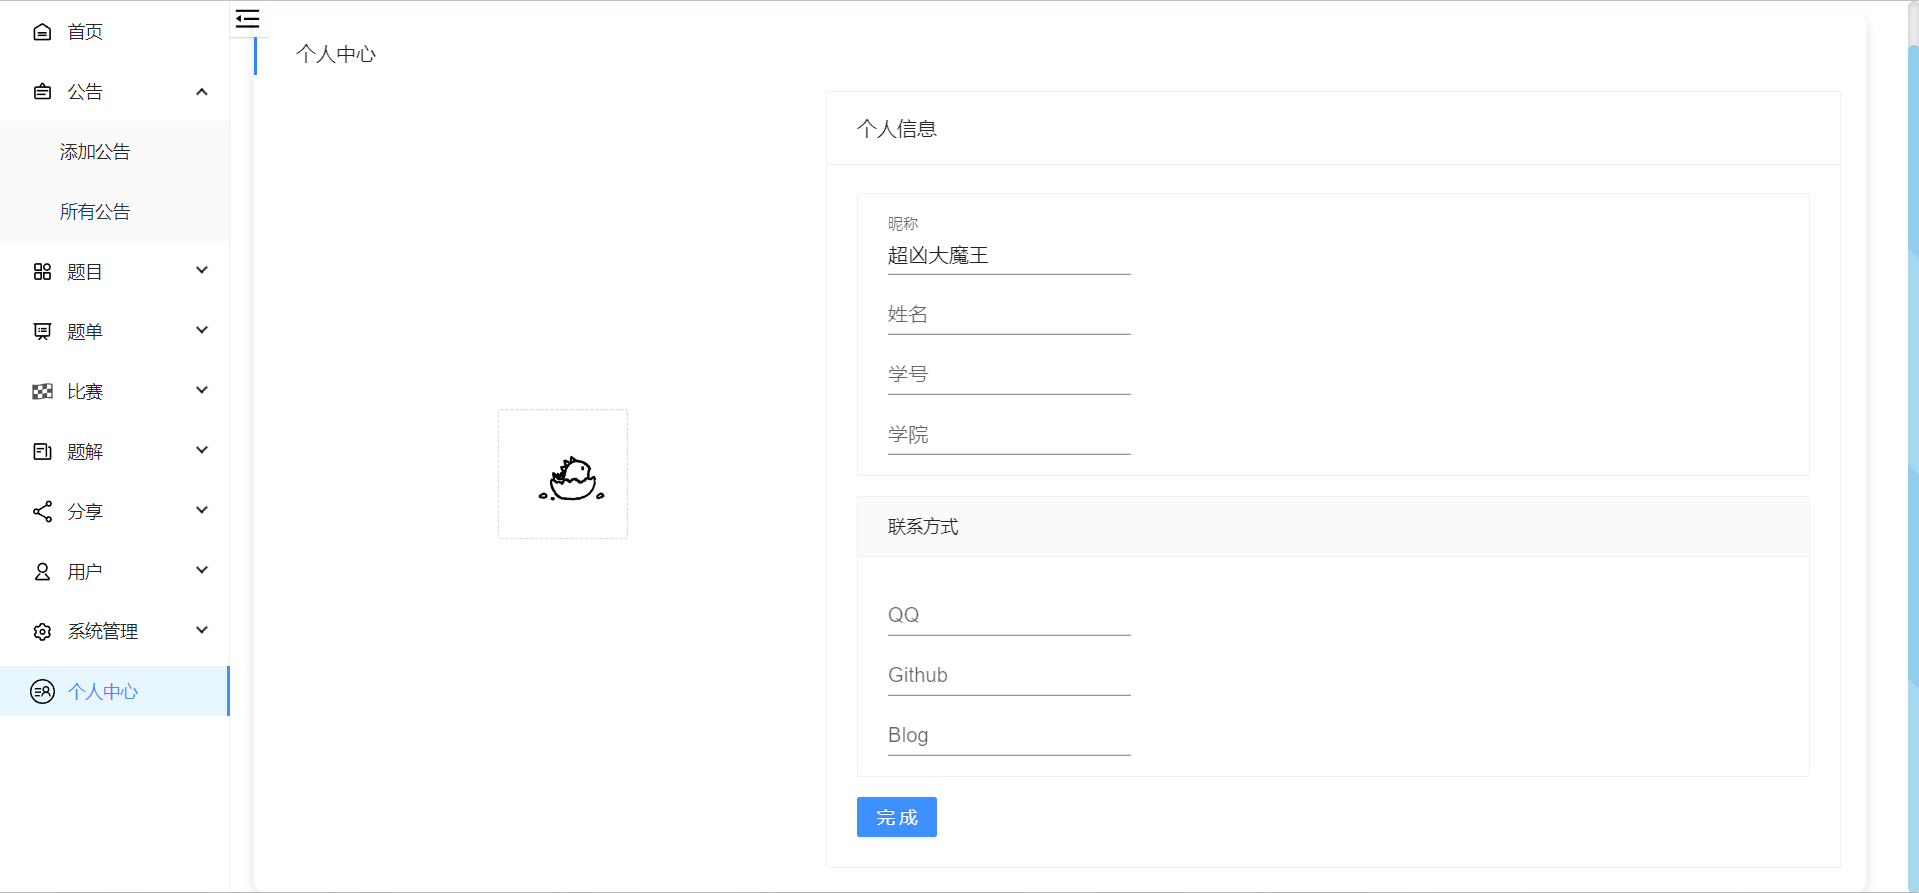 首页
公告
添加公告
所有公告
题目
题单
比赛
题解
分享
用户
系统管理
个人中心
个人中心
个人信息
昵称
超凶大魔王
姓名
学号
学院
联系方式
QQ
Github
Blog
完成